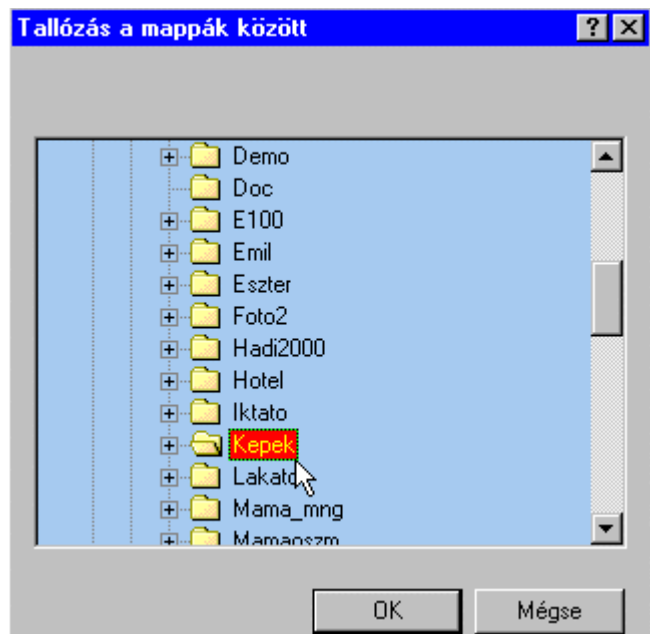 Tallózás a mappák között
Demo
Doc
E100
Emil
Eszter
Foto2
Hadi2000
Hotel
Iktato
Kepek
Mama_mng
OK
Mégse